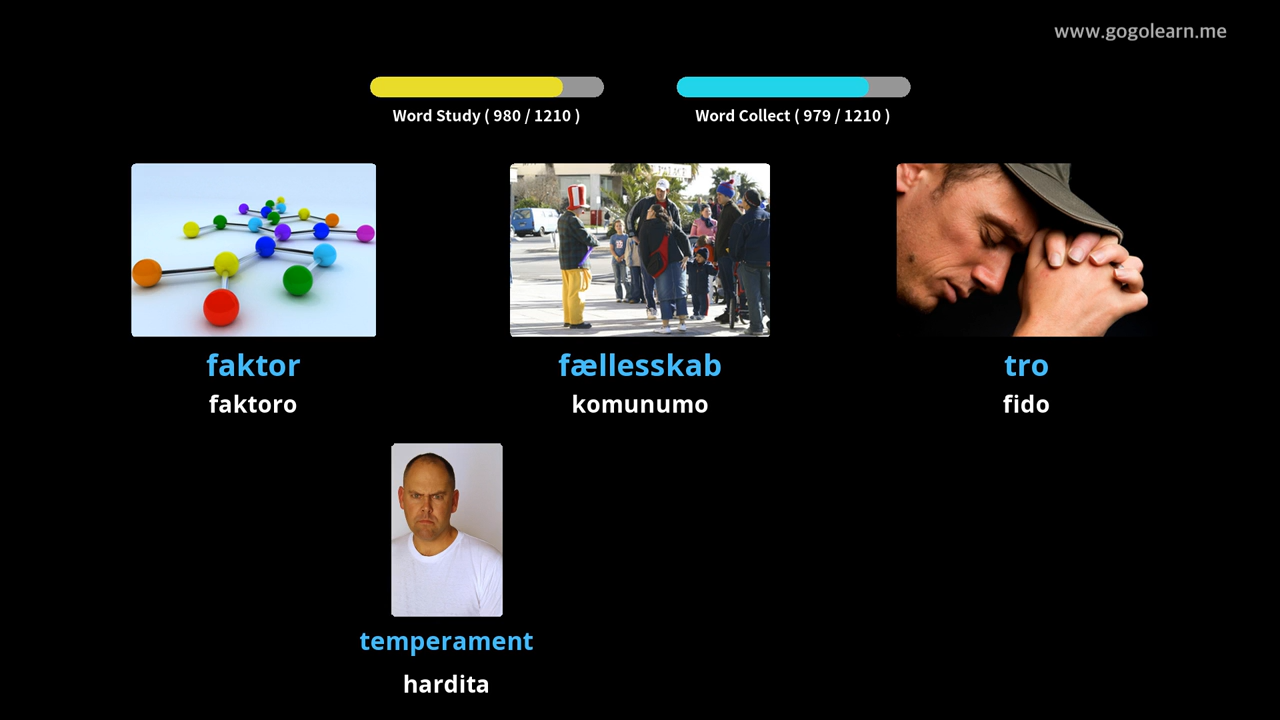 www.gogolearn.me
Word Study ( 980 / 1210 )
Word Collect ( 979 / 1210 )
faktor
faktoro
fællesskab
komunumo
tro
fido
temperament
hardita